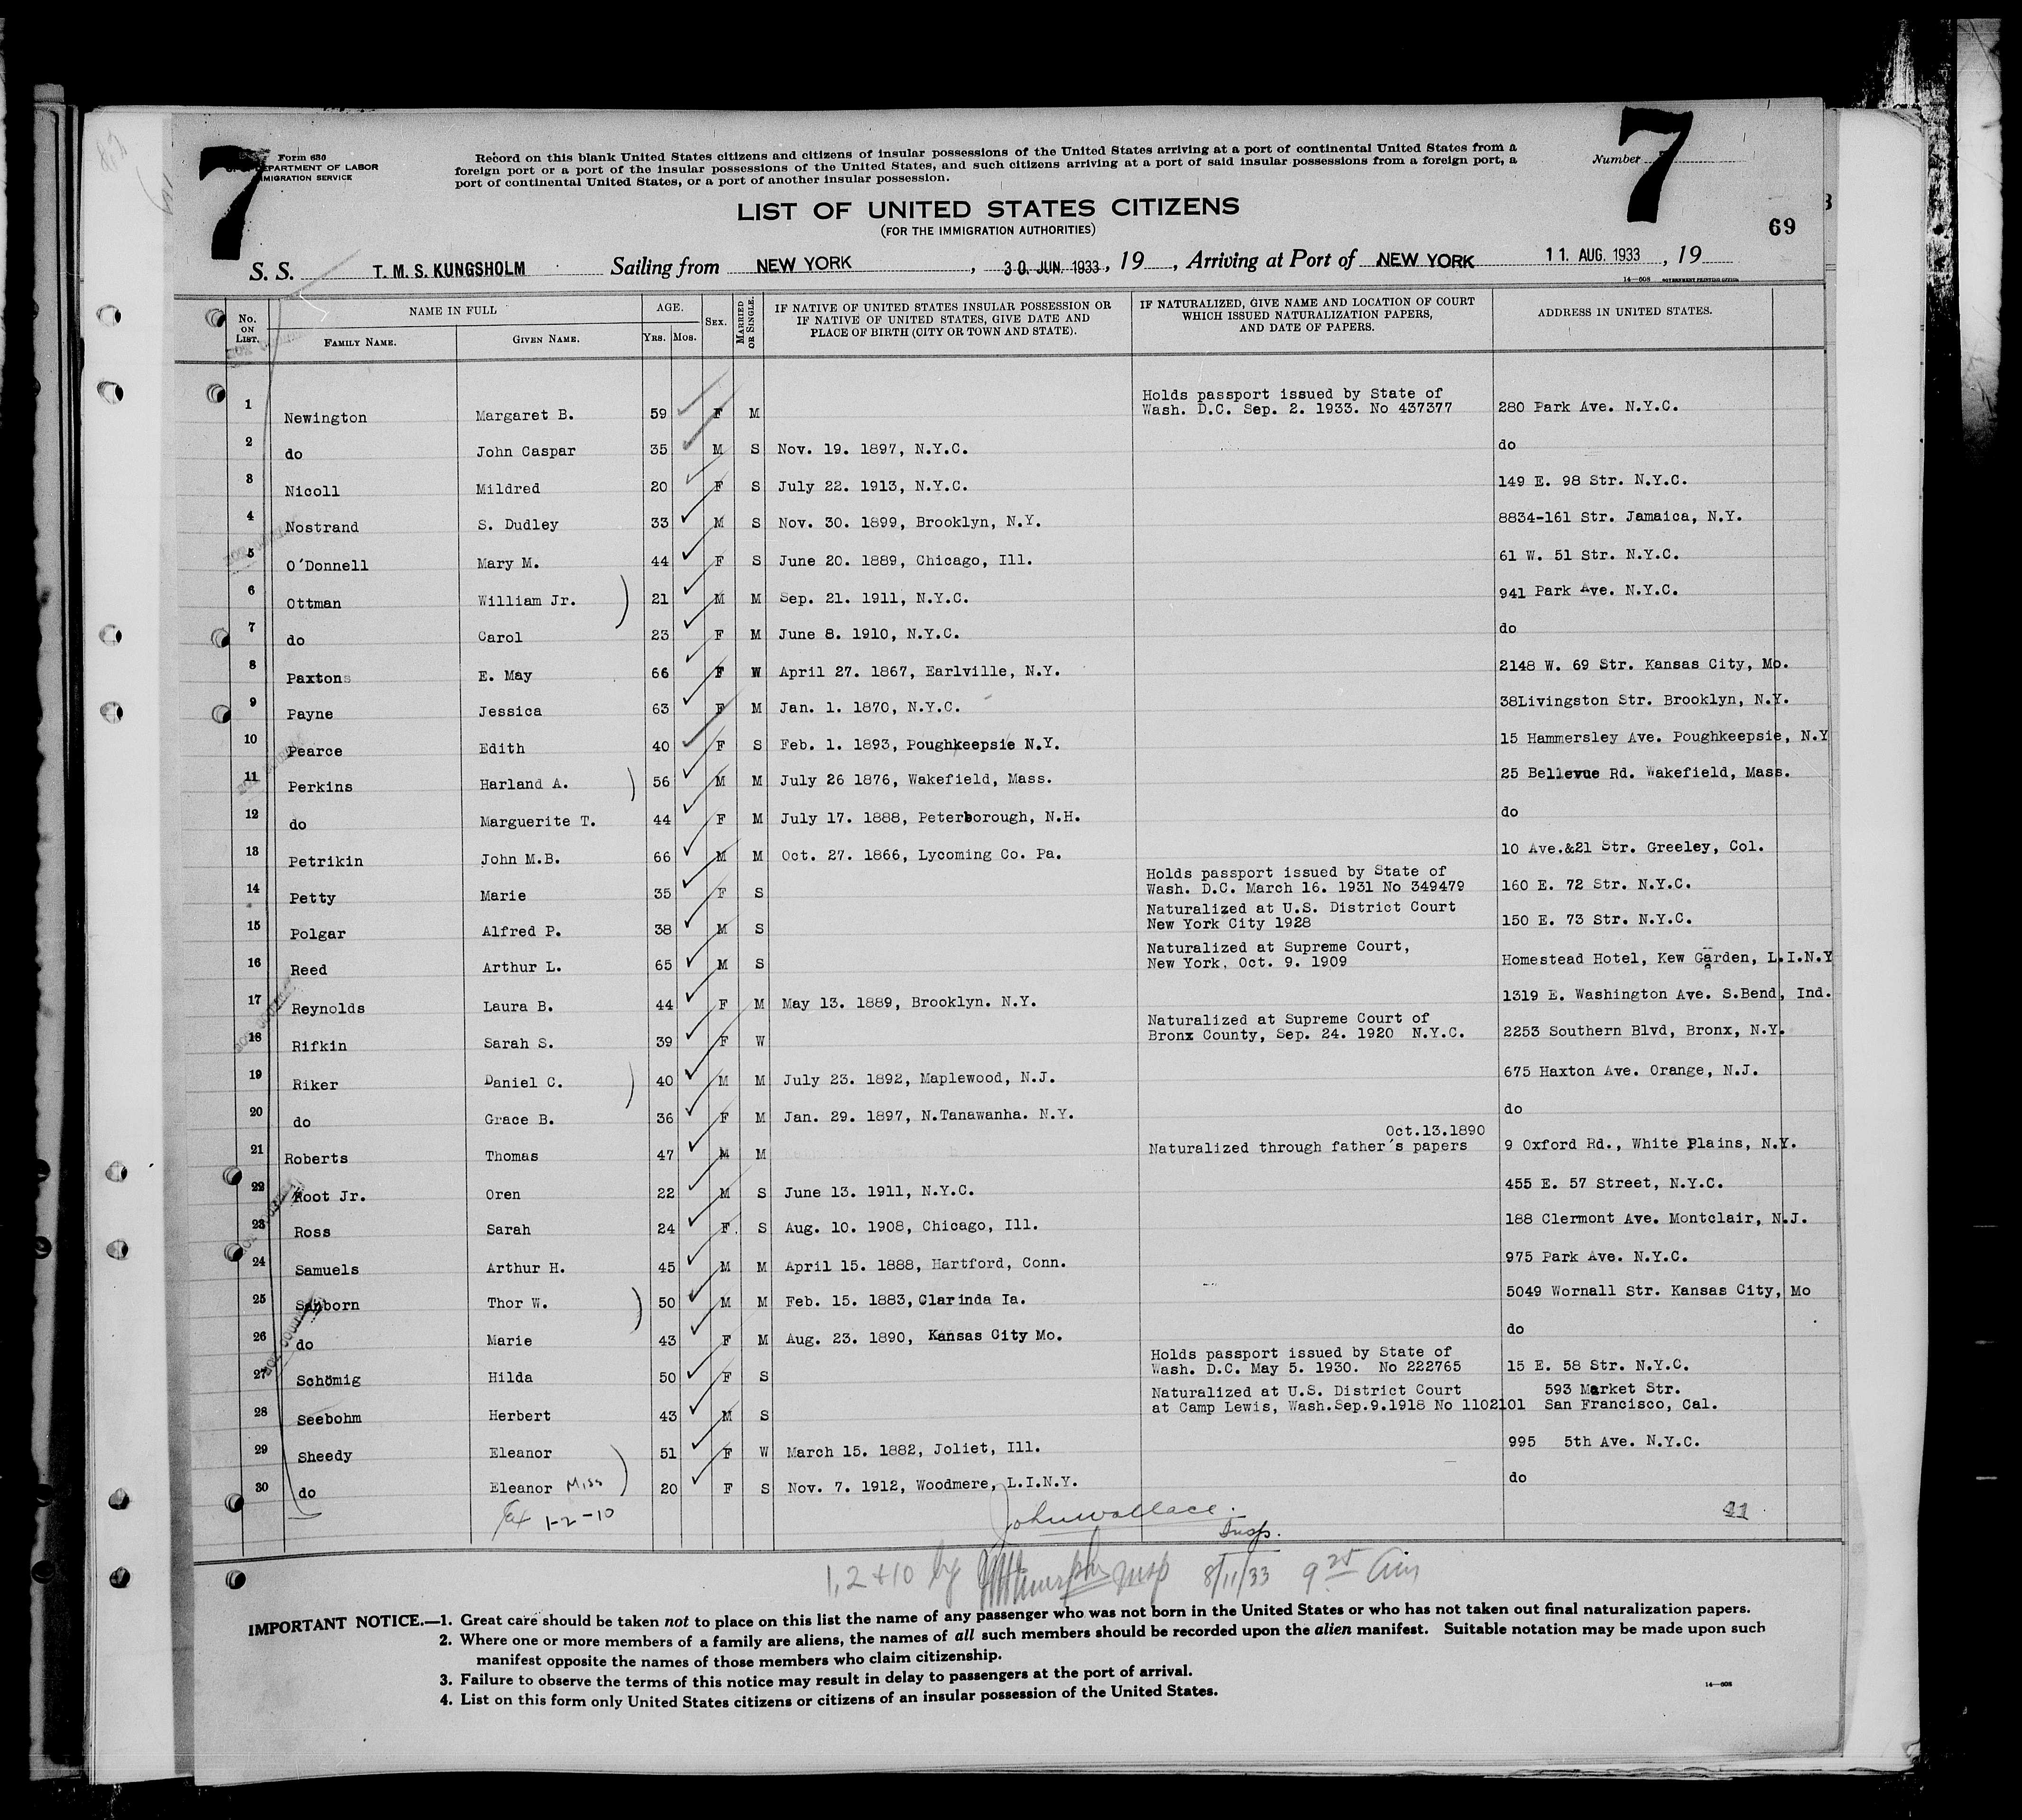 7
7
Form 630
U. S. DEPARTMENT OF LABOR
IMMIGRATION SERVICE
Record on this blank United States citizens and citizens of insular possessions of the United States arriving at a port of continental United States from a
foreign port or a port of the insular possessions of the United States, and such citizens arriving at a port of said insular possessions from a foreign port, a
port of continental United States, or a port of another insular possession.
Number
LIST OF UNITED STATES CITIZENS
(FOR THE IMMIGRATION AUTHORITIES)
69
S. S. T. M. S. KUNGSHOLM Sailing from NEW YORK, 30. JUN. 1933, 19, Arriving at Port of NEW YORK 11. AUG. 1933, 19
14—608 GOVERNMENT PRINTING OFFICE
No. ON LIST. NAME IN FULL AGE. SEX. MARRIED OR SINGLE. IF NATIVE OF UNITED STATES INSULAR POSSESSION OR IF NATIVE OF UNITED STATES, GIVE DATE AND PLACE OF BIRTH (CITY OR TOWN AND STATE). IF NATURALIZED, GIVE NAME AND LOCATION OF COURT WHICH ISSUED NATURALIZATION PAPERS, AND DATE OF PAPERS. ADDRESS IN UNITED STATES.
FAMILY NAME. GIVEN NAME. YRS. MOS.
Holds passport issued by State of
1 Newington Margaret B. 59 F M Wash. D.C. Sep. 2. 1933. No 437377 280 Park Ave. N.Y.C.
2 do John Caspar 35 M S Nov. 19. 1897, N.Y.C. do
3 Nicoll Mildred 20 F S July 22. 1913, N.Y.C. 149 E. 98 Str. N.Y.C.
4 Nostrand S. Dudley 33 M S Nov. 30. 1899, Brooklyn, N.Y. 8834-161 Str. Jamaica, N.Y.
5 O'Donnell Mary M. 44 F S June 20. 1889, Chicago, Ill. 61 W. 51 Str. N.Y.C.
6 Ottman William Jr. ) 21 M M Sep. 21. 1911, N.Y.C. 941 Park Ave. N.Y.C.
7 do Carol 23 F M June 8. 1910, N.Y.C. do
8 Paxtons E. May 66 F W April 27. 1867, Earlville, N.Y. 2148 W. 69 Str. Kansas City, Mo.
9 Payne Jessica 63 F M Jan. 1. 1870, N.Y.C. 38Livingston Str. Brooklyn, N.Y.
10 Pearce Edith 40 F S Feb. 1. 1893, Poughkeepsie N.Y. 15 Hammersley Ave. Poughkeepsie, N.Y
11 Perkins Harland A. ) 56 M M July 26 1876, Wakefield, Mass. 25 Bellevue Rd. Wakefield, Mass.
12 do Marguerite T. 44 F M July 17. 1888, Peterborough, N.H. do
13 Petrikin John M.B. 66 M M Oct. 27. 1866, Lycoming Co. Pa. 10 Ave.&21 Str. Greeley, Col.
Holds passport issued by State of
14 Petty Marie 35 F S Wash. D.C. March 16. 1931 No 349479 160 E. 72 Str. N.Y.C.
Naturalized at U.S. District Court
15 Polgar Alfred P. 38 M S New York City 1928 150 E. 73 Str. N.Y.C.
Naturalized at Supreme Court,
16 Reed Arthur L. 65 M S New York, Oct. 9. 1909 Homestead Hotel, Kew Garden, L.I.N.Y
17 Reynolds Laura B. 44 F M May 13. 1889, Brooklyn. N.Y. 1319 E. Washington Ave. S.Bend, Ind.
Naturalized at Supreme Court of
18 Rifkin Sarah S. 39 F W Bronx County, Sep. 24. 1920 N.Y.C. 2253 Southern Blvd, Bronx, N.Y.
19 Riker Daniel C. ) 40 M M July 23. 1892, Maplewood, N.J. 675 Haxton Ave. Orange, N.J.
20 do Grace B. 36 F M Jan. 29. 1897, N.Tanawanha. N.Y. do
Oct.13.1890
21 Roberts Thomas 47 M M Naturalized through father's papers 9 Oxford Rd., White Plains, N.Y.
22 Root Jr. Oren 22 M S June 13. 1911, N.Y.C. 455 E. 57 Street, N.Y.C.
23 Ross Sarah 24 F. S Aug. 10. 1908, Chicago, Ill. 188 Clermont Ave. Montclair, N.J.
24 Samuels Arthur H. 45 M M April 15. 1888, Hartford, Conn. 975 Park Ave. N.Y.C.
25 Sanborn Thor W. ) 50 M M Feb. 15. 1883, Clarinda Ia. 5049 Wornall Str. Kansas City, Mo
26 do Marie 43 F M Aug. 23. 1890, Kansas City Mo. do
Holds passport issued by State of
27 Schömig Hilda 50 F S Wash. D.C. May 5. 1930. No 222765 15 E. 58 Str. N.Y.C.
Naturalized at U.S. District Court 593 Market Str.
28 Seebohm Herbert 43 M S at Camp Lewis, Wash.Sep.9.1918 No 1102101 San Francisco, Cal.
29 Sheedy Eleanor ) 51 F W March 15. 1882, Joliet, Ill. 995 5th Ave. N.Y.C.
30 do Eleanor Miss 20 F S Nov. 7. 1912, Woodmere, L.I.N.Y. do
1-2-10 John Wallace
Insp.
1, 2 + 10 by Insp 8/11/33 9 25 am
IMPORTANT NOTICE.—1. Great care should be taken not to place on this list the name of any passenger who was not born in the United States or who has not taken out final naturalization papers.
2. Where one or more members of a family are aliens, the names of all such members should be recorded upon the alien manifest. Suitable notation may be made upon such
manifest opposite the names of those members who claim citizenship.
3. Failure to observe the terms of this notice may result in delay to passengers at the port of arrival.
4. List on this form only United States citizens or citizens of an insular possession of the United States.
14—608